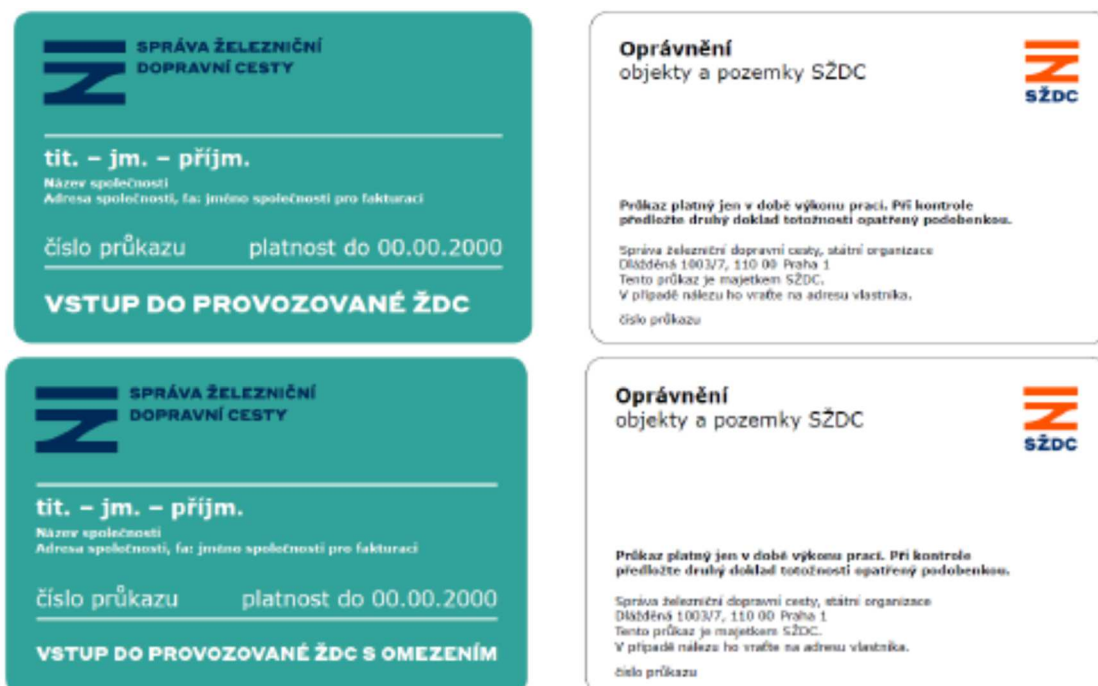 SPRÁVA ŽELEZNIČNÍ
DOPRAVNÍ CESTY
tit. – jm. – příjm.
Název společnosti
Adresa společnosti, fa: jméno společnosti pro fakturaci
číslo průkazu platnost do 00.00.2000
VSTUP DO PROVOZOVANÉ ŽDC
Oprávnění
objekty a pozemky SŽDC
SŽDC
Průkaz platný jen v době výkonu prací. Při kontrole
předložte druhý doklad totožnosti opatřený podobenkou.
Správa železniční dopravní cesty, státní organizace
Dlážděná 1003/7, 110 00 Praha 1
Tento průkaz je majetkem SŽDC.
V případě nálezu ho vraťte na adresu vlastníka.
číslo průkazu
SPRÁVA ŽELEZNIČNÍ
DOPRAVNÍ CESTY
tit. – jm. – příjm.
Název společnosti
Adresa společnosti, fa: jméno společnosti pro fakturaci
číslo průkazu platnost do 00.00.2000
VSTUP DO PROVOZOVANÉ ŽDC S OMEZENÍM
Oprávnění
objekty a pozemky SŽDC
SŽDC
Průkaz platný jen v době výkonu prací. Při kontrole
předložte druhý doklad totožnosti opatřený podobenkou.
Správa železniční dopravní cesty, státní organizace
Dlážděná 1003/7, 110 00 Praha 1
Tento průkaz je majetkem SŽDC.
V případě nálezu ho vraťte na adresu vlastníka.
číslo průkazu